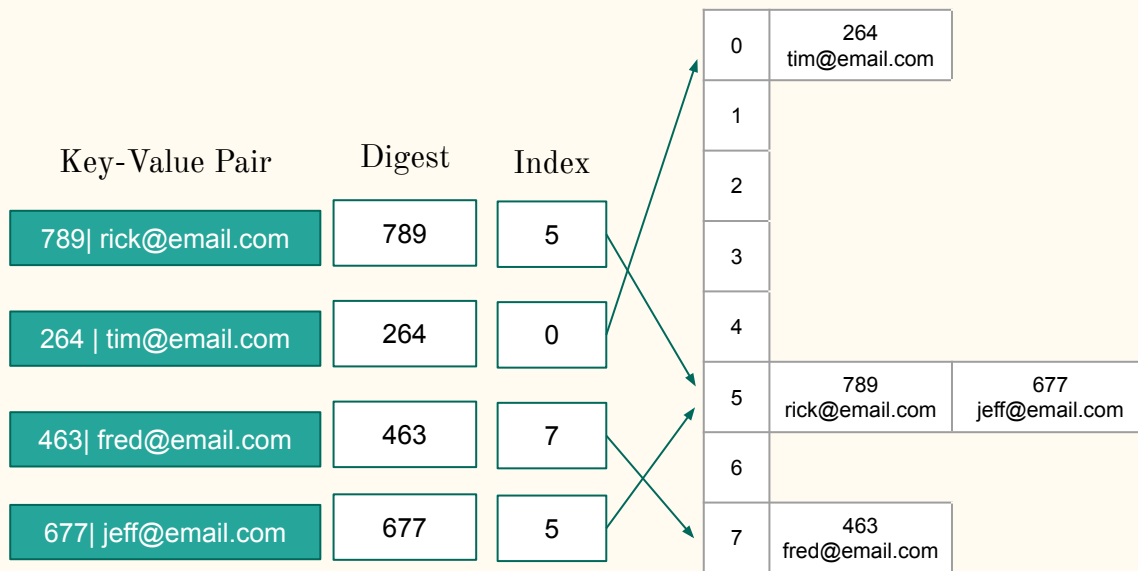 Key-Value Pair
Digest
Index
789| rick@email.com
789
5
264 | tim@email.com
264
0
463| fred@email.com
463
7
677| jeff@email.com
677
5
0
264
tim@email.com
1
2
3
4
5
789
rick@email.com
677
jeff@email.com
6
7
463
fred@email.com